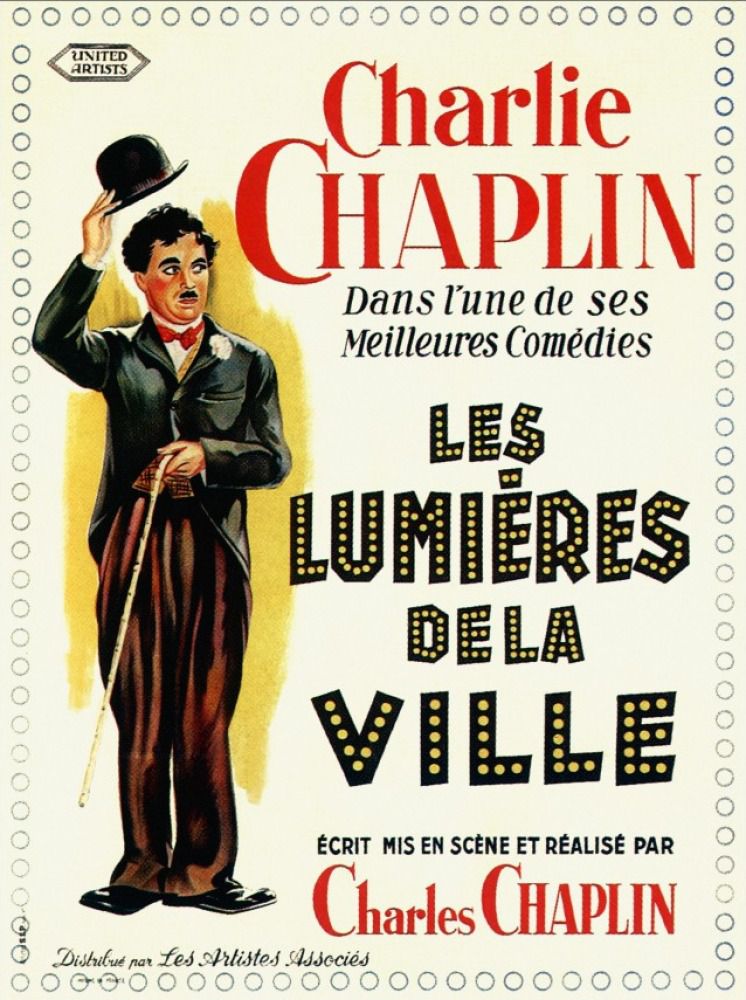 UNITED
ARTISTS
Charlie
CHAPLIN
Dans l'une de ses
Meilleures Comédies
LES
LUMIÈRES
DE LA
VILLE
ÉCRIT MIS EN SCÈNE ET RÉALISÉ PAR
Charles CHAPLIN
Distribué par Les Artistes Associés